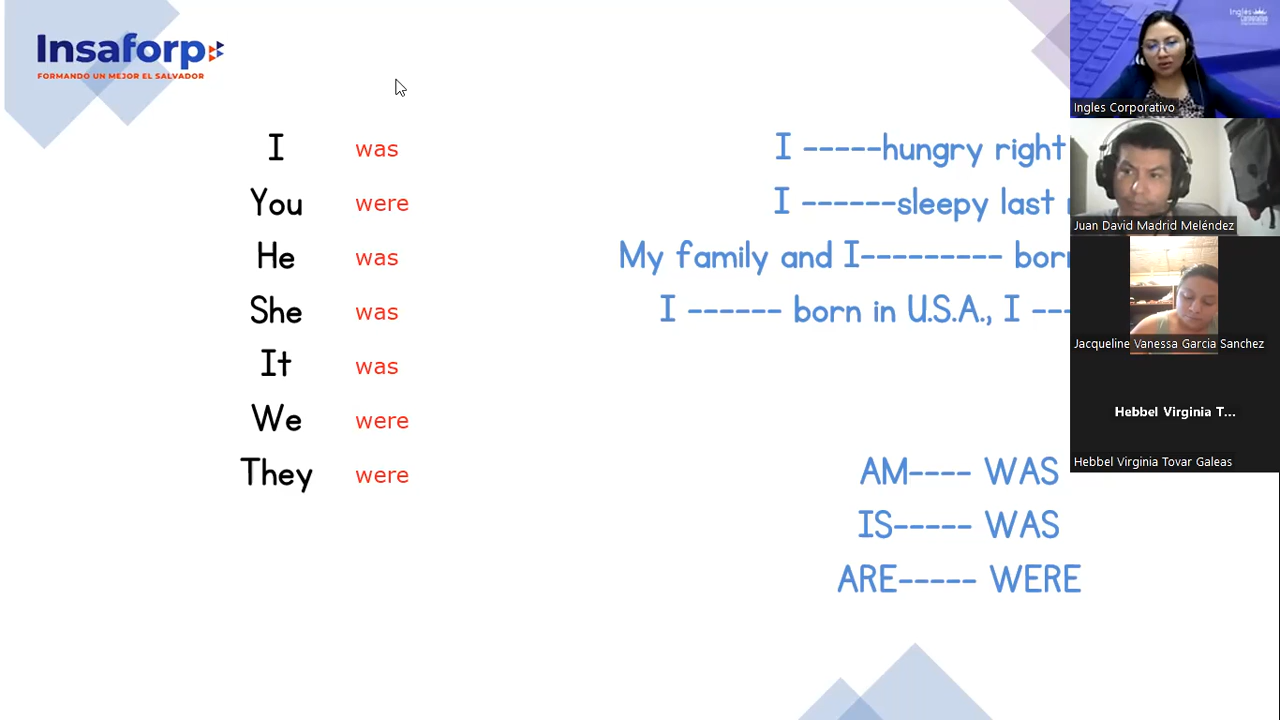 Insaforp
FORMANDO UN MEJOR EL SALVADOR
I was
You were
He was
She was
It was
We were
They were
I -----hungry right
I ------sleepy last
My family and I---------
I ------ born in U.S.A., I ---
AM---- WAS
IS----- WAS
ARE----- WERE
Ingles Corporativo
Juan David Madrid Meléndez
Jacqueline Vanessa Garcia Sanchez
Hebbel Virginia T...
Hebbel Virginia Tovar Galeas